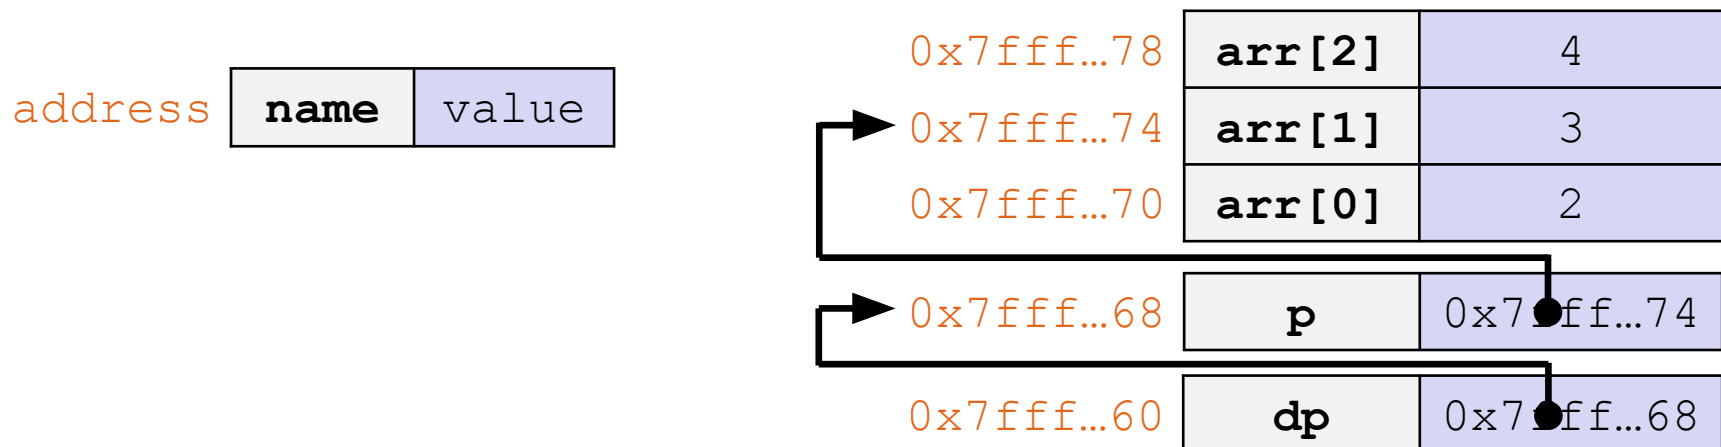 address name value
0x7fff…78 arr[2] 4
0x7fff…74 arr[1] 3
0x7fff…70 arr[0] 2
0x7fff…68 p 0x7fff…74
0x7fff…60 dp 0x7fff…68